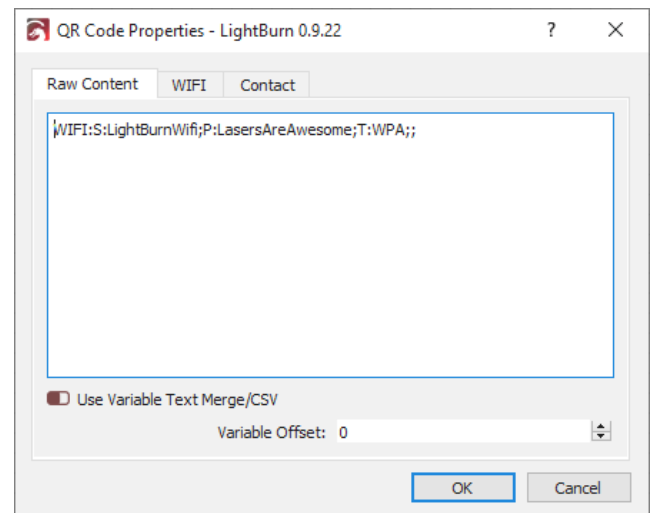 QR Code Properties - LightBurn 0.9.22 ?
Raw Content WIFI Contact
WIFI:S:LightBurnWifi;P:LasersAreAwesome;T:WPA;;
Use Variable Text Merge/CSV
Variable Offset: 0
OK Cancel